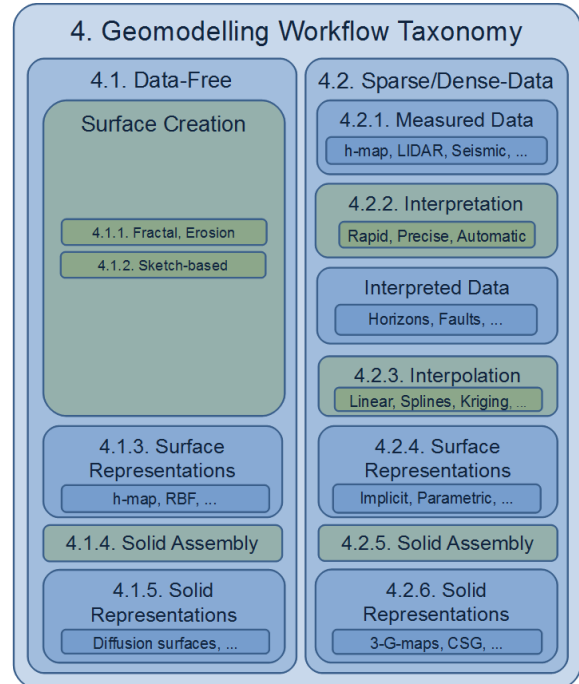 4. Geomodelling Workflow Taxonomy
4.1. Data-Free
Surface Creation
4.1.1. Fractal, Erosion
4.1.2. Sketch-based
4.1.3. Surface
Representations
h-map, RBF, ...
4.1.4. Solid Assembly
4.1.5. Solid
Representations
Diffusion surfaces, ...
4.2. Sparse/Dense-Data
4.2.1. Measured Data
h-map, LIDAR, Seismic, ...
4.2.2. Interpretation
Rapid, Precise, Automatic
Interpreted Data
Horizons, Faults, ...
4.2.3. Interpolation
Linear, Splines, Kriging, ...
4.2.4. Surface
Representations
Implicit, Parametric, ...
4.2.5. Solid Assembly
4.2.6. Solid
Representations
3-G-maps, CSG, ...